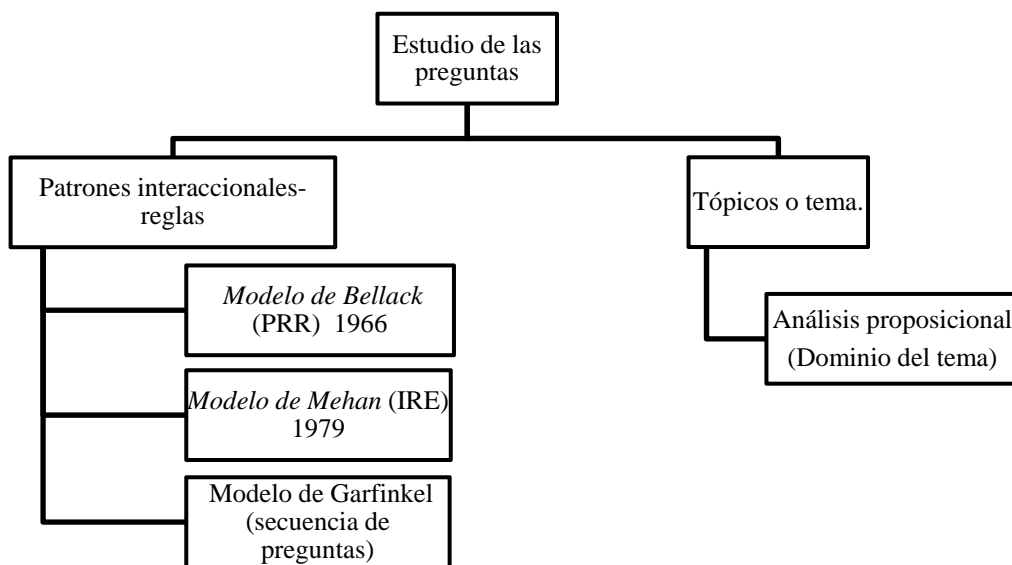 Estudio de las
preguntas
Patrones interaccionales-
reglas
Modelo de Bellack
(PRR) 1966
Modelo de Mehan (IRE)
1979
Modelo de Garfinkel
(secuencia de
preguntas)
Tópicos o tema.
Análisis proposicional
(Dominio del tema)